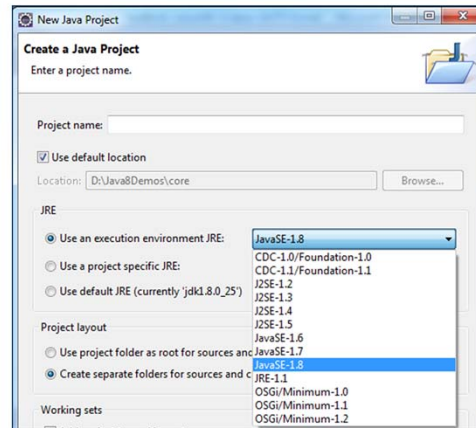 New Java Project
Create a Java Project
Enter a project name.
Project name:
Use default location
Location: D:\Java8Demos\core Browse...
JRE
Use an execution environment JRE: JavaSE-1.8
Use a project specific JRE:
Use default JRE (currently 'jdk1.8.0_25')
CDC-1.0/Foundation-1.0
CDC-1.1/Foundation-1.1
J2SE-1.2
J2SE-1.3
J2SE-1.4
J2SE-1.5
JavaSE-1.6
JavaSE-1.7
JavaSE-1.8
JRE-1.1
OSGi/Minimum-1.0
OSGi/Minimum-1.1
OSGi/Minimum-1.2
Project layout
Use project folder as root for sources and
Create separate folders for sources and c
Working sets